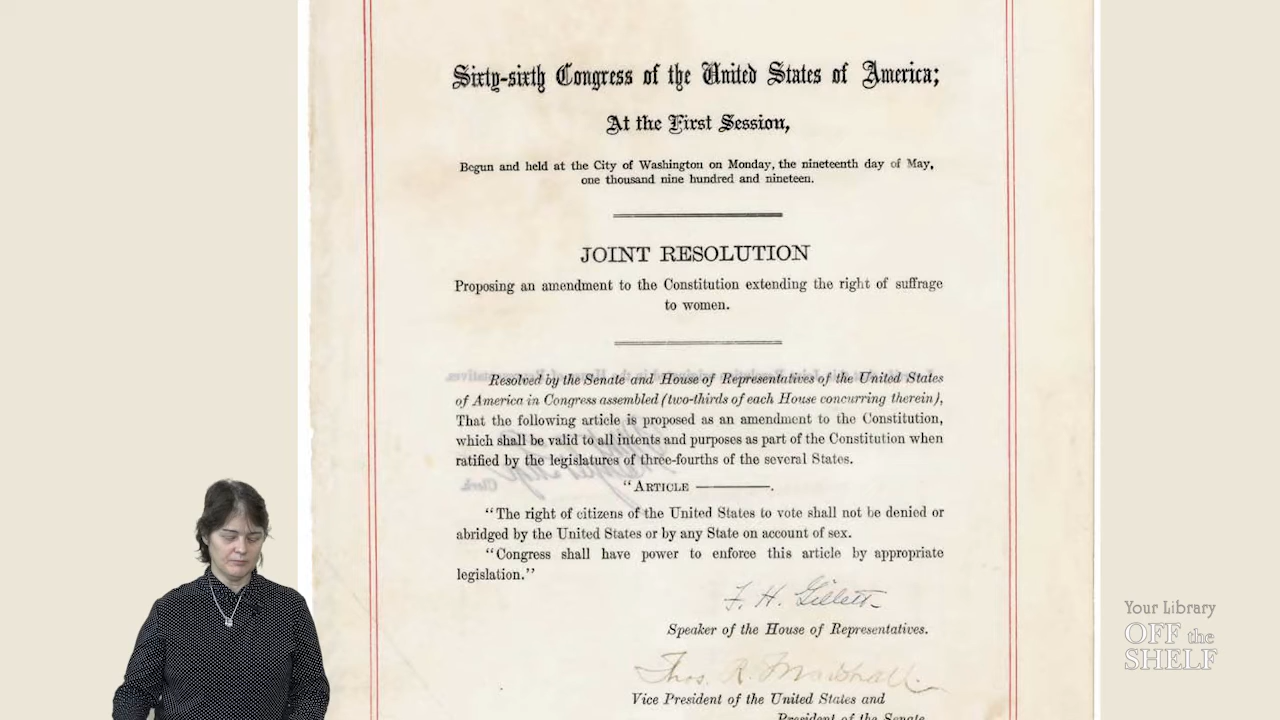 Sixty-sixth Congress of the United States of America;
At the First Session,
Begun and held at the City of Washington on Monday, the nineteenth day of May,
one thousand nine hundred and nineteen.
JOINT RESOLUTION
Proposing an amendment to the Constitution extending the right of suffrage
to women.
Resolved by the Senate and House of Representatives of the United States
of America in Congress assembled (two-thirds of each House concurring therein),
That the following article is proposed as an amendment to the Constitution,
which shall be valid to all intents and purposes as part of the Constitution when
ratified by the legislatures of three-fourths of the several States.
"ARTICLE ———.
"The right of citizens of the United States to vote shall not be denied or
abridged by the United States or by any State on account of sex.
"Congress shall have power to enforce this article by appropriate
legislation."
F. H. Gillett
Speaker of the House of Representatives.
Thos. R. Marshall
Vice President of the United States and
President of the Senate
Your Library
OFF the
SHELF